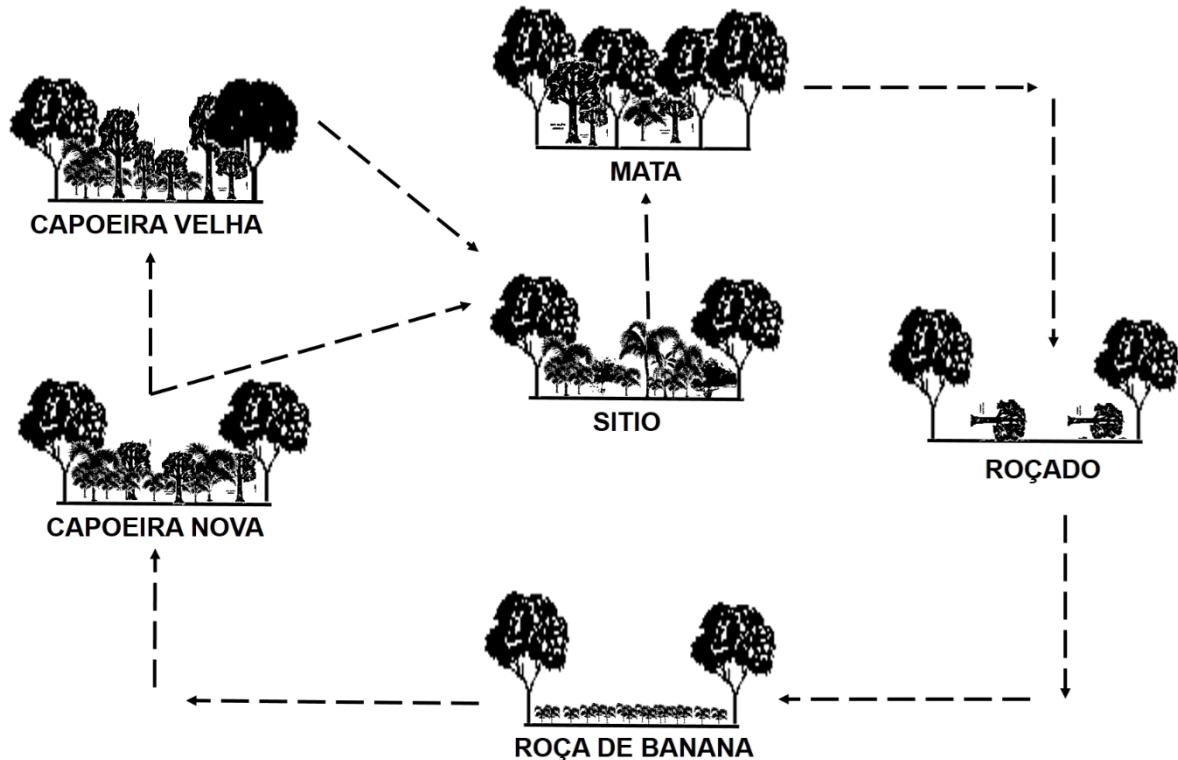 MATA
CAPOEIRA VELHA
SITIO
ROÇADO
CAPOEIRA NOVA
ROÇA DE BANANA